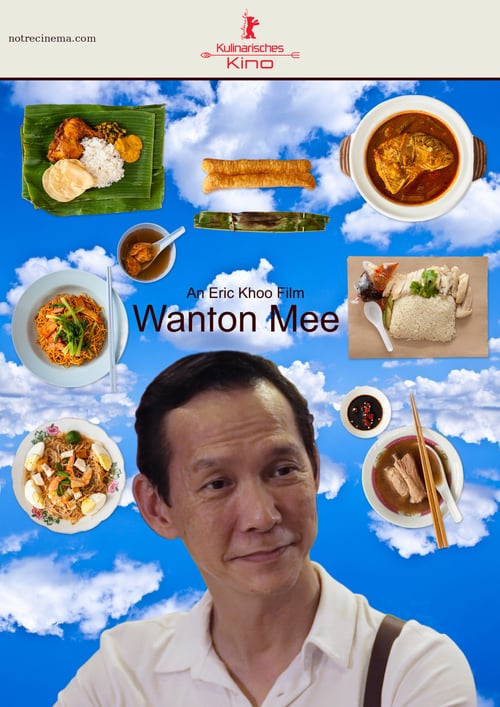 notrecinema.com
Kulinarisches
Kino
An Eric Khoo Film
Wanton Mee